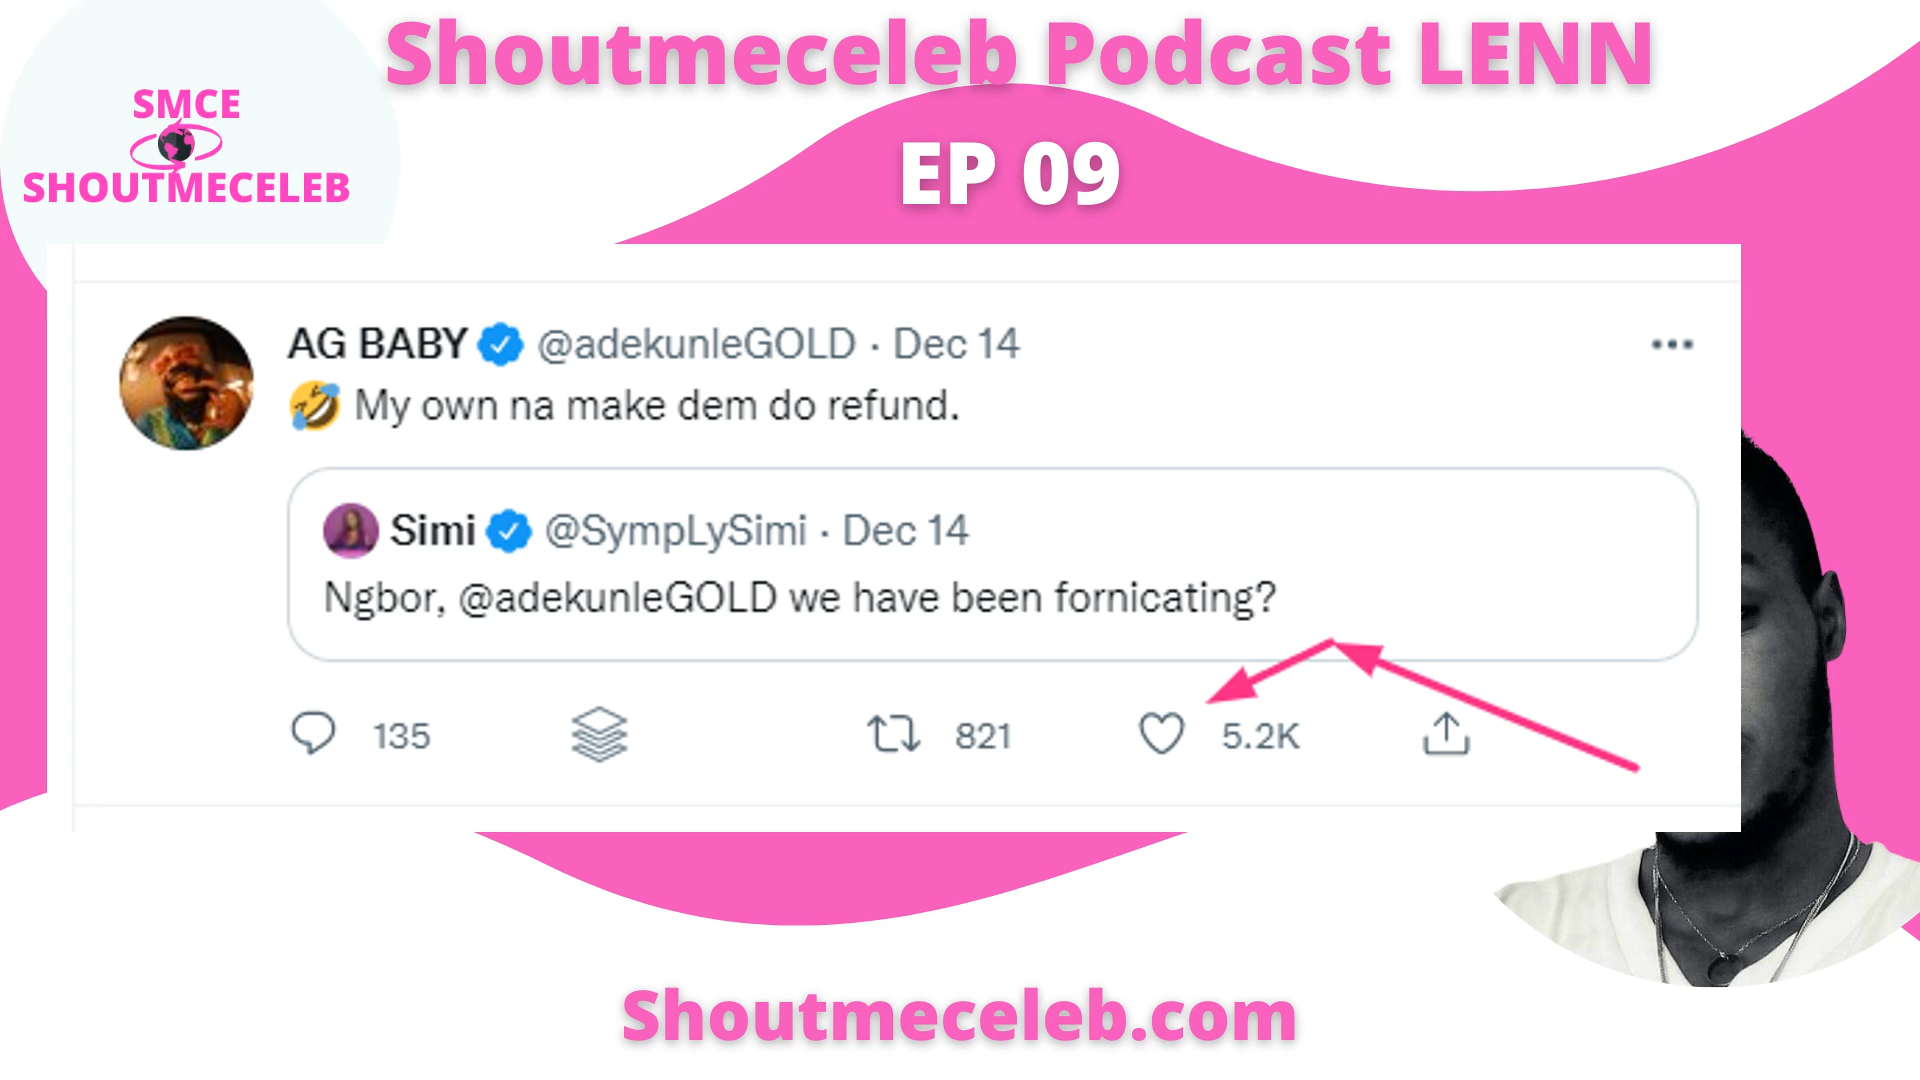 Shoutmeceleb Podcast LENN
SMCE
SHOUTMECELEB
EP 09
AG BABY @adekunleGOLD · Dec 14
🤣 My own na make dem do refund.
Simi @SympLySimi · Dec 14
Ngbor, @adekunleGOLD we have been fornicating?
135 821 5.2K
Shoutmeceleb.com